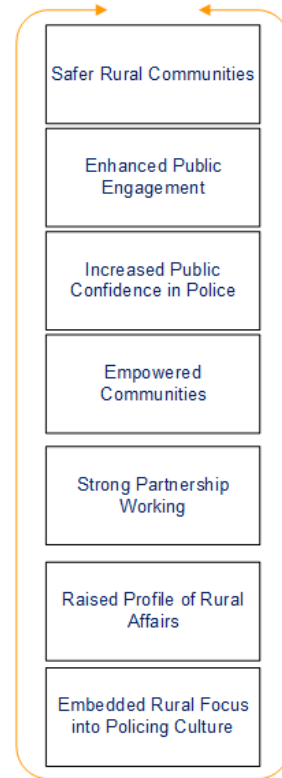 Safer Rural Communities
Enhanced Public
Engagement
Increased Public
Confidence in Police
Empowered
Communities
Strong Partnership
Working
Raised Profile of Rural
Affairs
Embedded Rural Focus
into Policing Culture